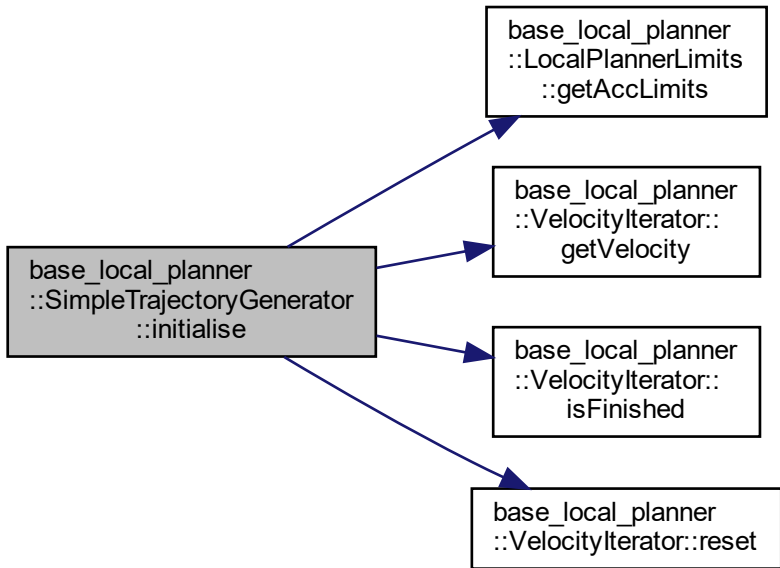 base_local_planner
::LocalPlannerLimits
::getAccLimits
base_local_planner
::VelocityIterator::
getVelocity
base_local_planner
::SimpleTrajectoryGenerator
::initialise
base_local_planner
::VelocityIterator::
isFinished
base_local_planner
::VelocityIterator::reset